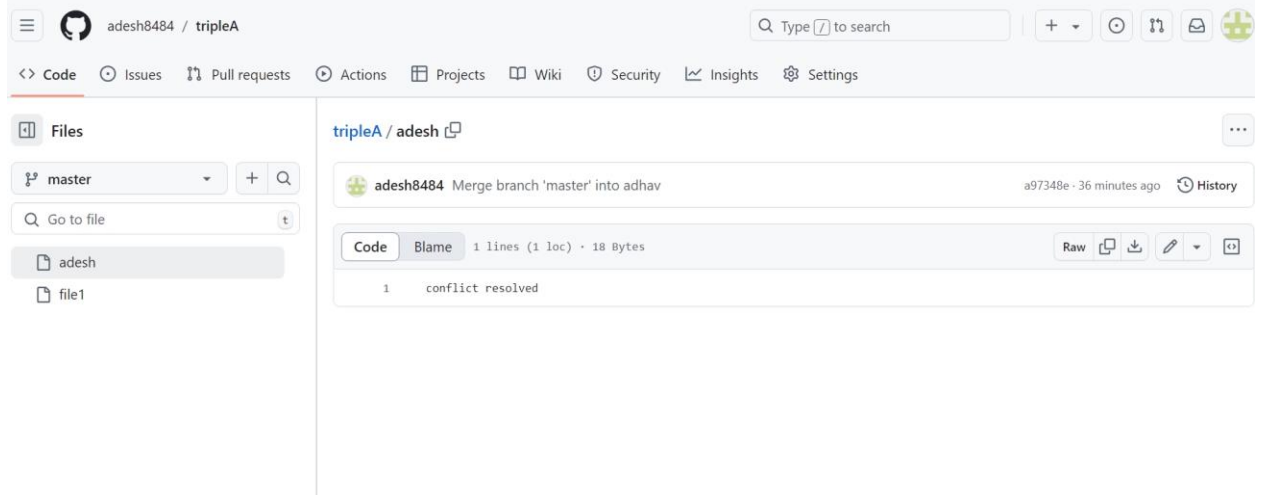 adesh8484 / tripleA
Type / to search
Code Issues Pull requests Actions Projects Wiki Security Insights Settings
Files
master
Go to file t
adesh
file1
tripleA / adesh
adesh8484 Merge branch 'master' into adhav a97348e · 36 minutes ago History
Code Blame 1 lines (1 loc) · 18 Bytes Raw
1 conflict resolved